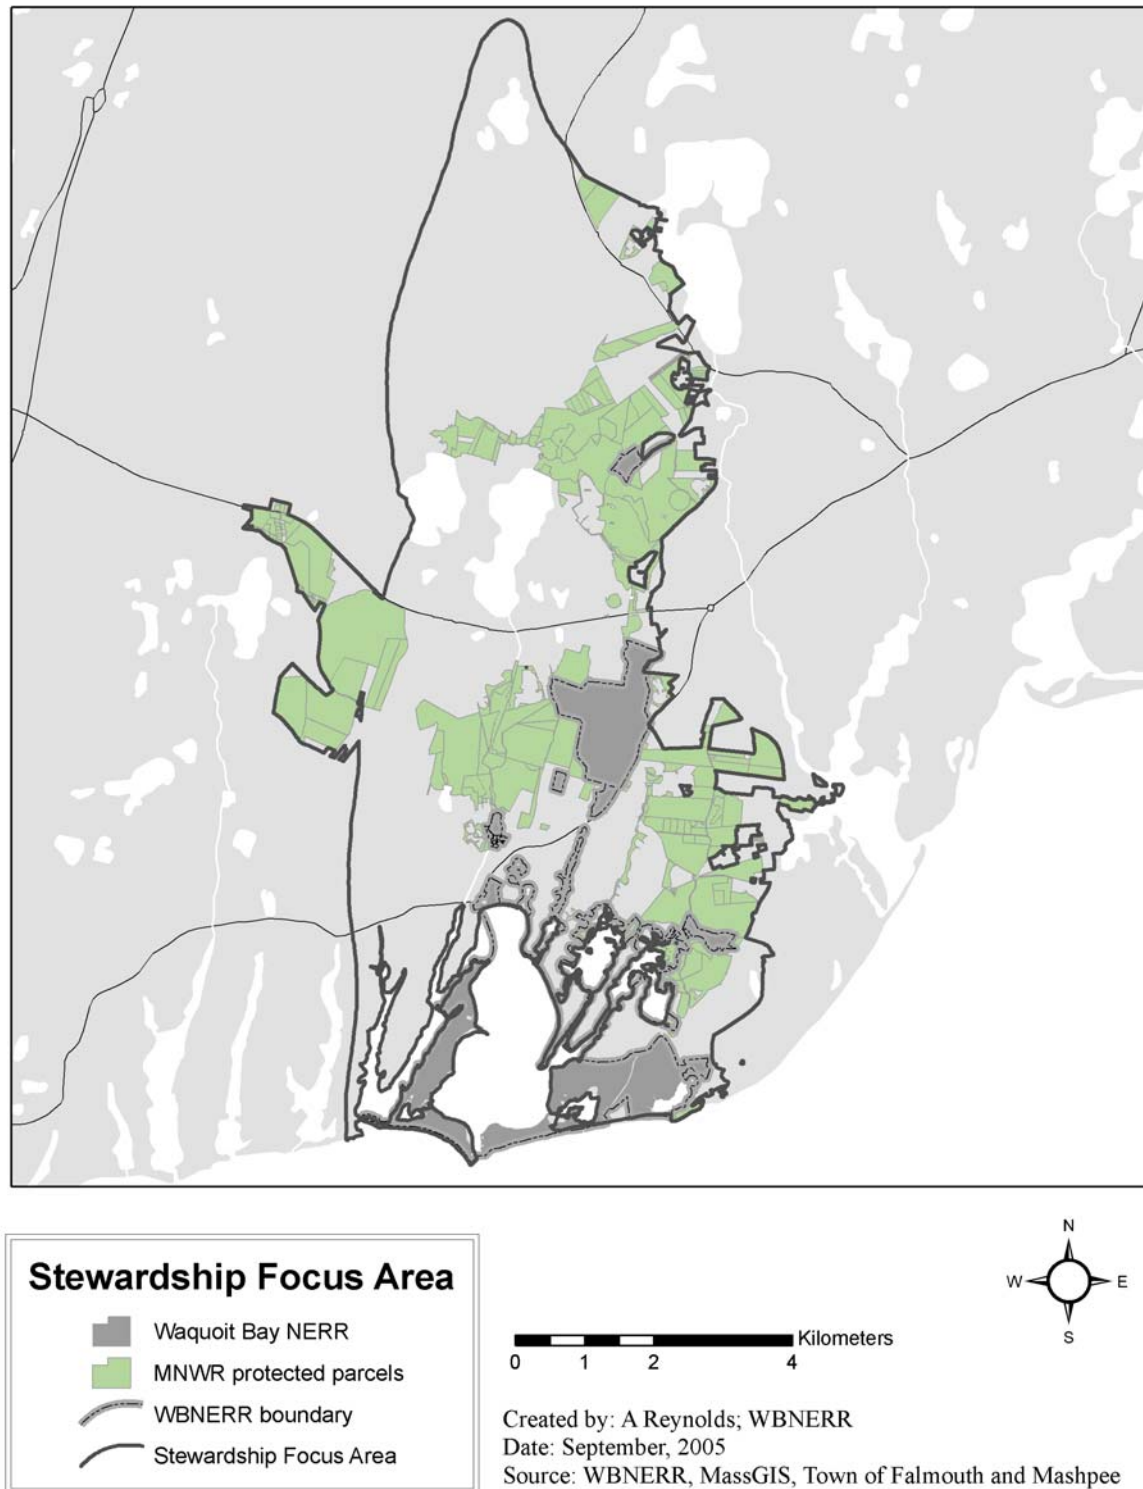 Stewardship Focus Area
Waquoit Bay NERR
MNWR protected parcels
WBNERR boundary
Stewardship Focus Area
N
W
E
S
Kilometers
0 1 2 4
Created by: A Reynolds; WBNERR
Date: September, 2005
Source: WBNERR, MassGIS, Town of Falmouth and Mashpee